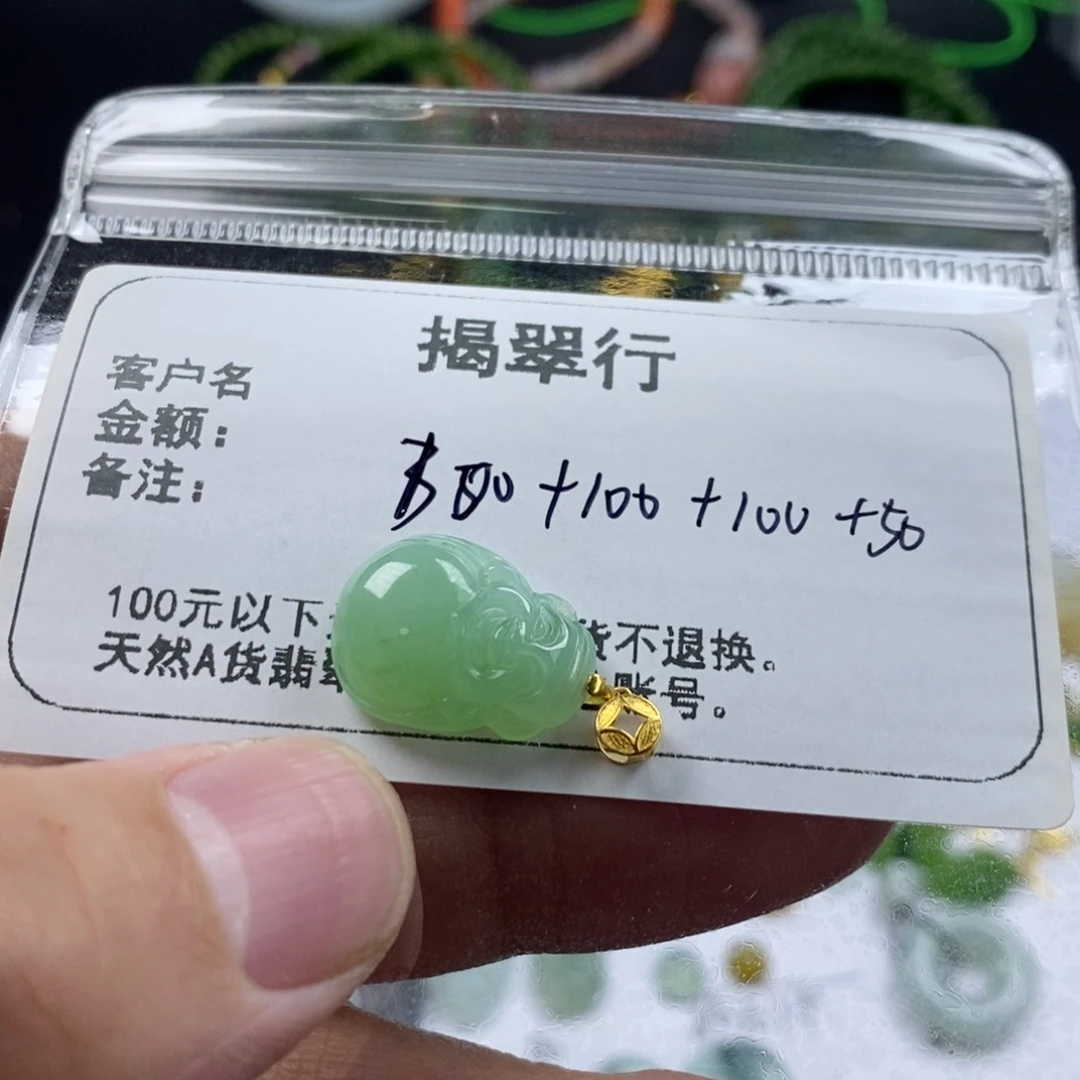 揭翠行
客户名
金额：
备注：
+100 +100 +50
100元以下 货不退换。
天然A货翡翠 账号。